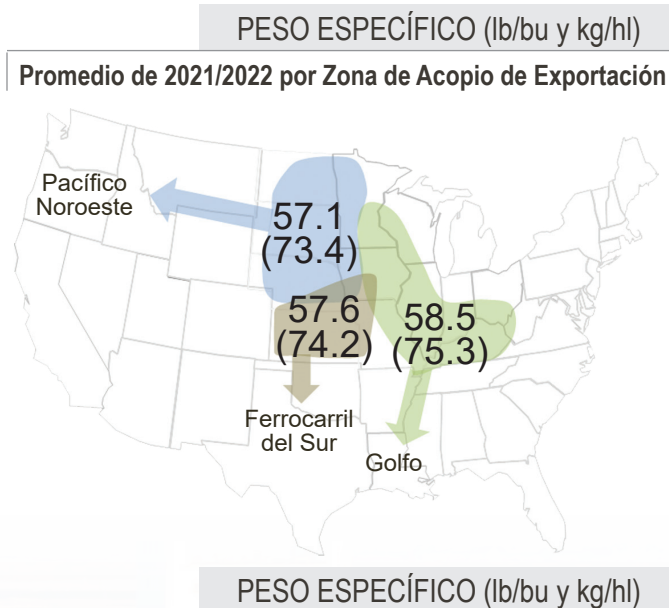 PESO ESPECÍFICO (lb/bu y kg/hl)
Promedio de 2021/2022 por Zona de Acopio de Exportación
Pacífico
Noroeste
57.1
(73.4)
57.6
(74.2)
58.5
(75.3)
Ferrocarril
del Sur
Golfo
PESO ESPECÍFICO (lb/bu y kg/hl)